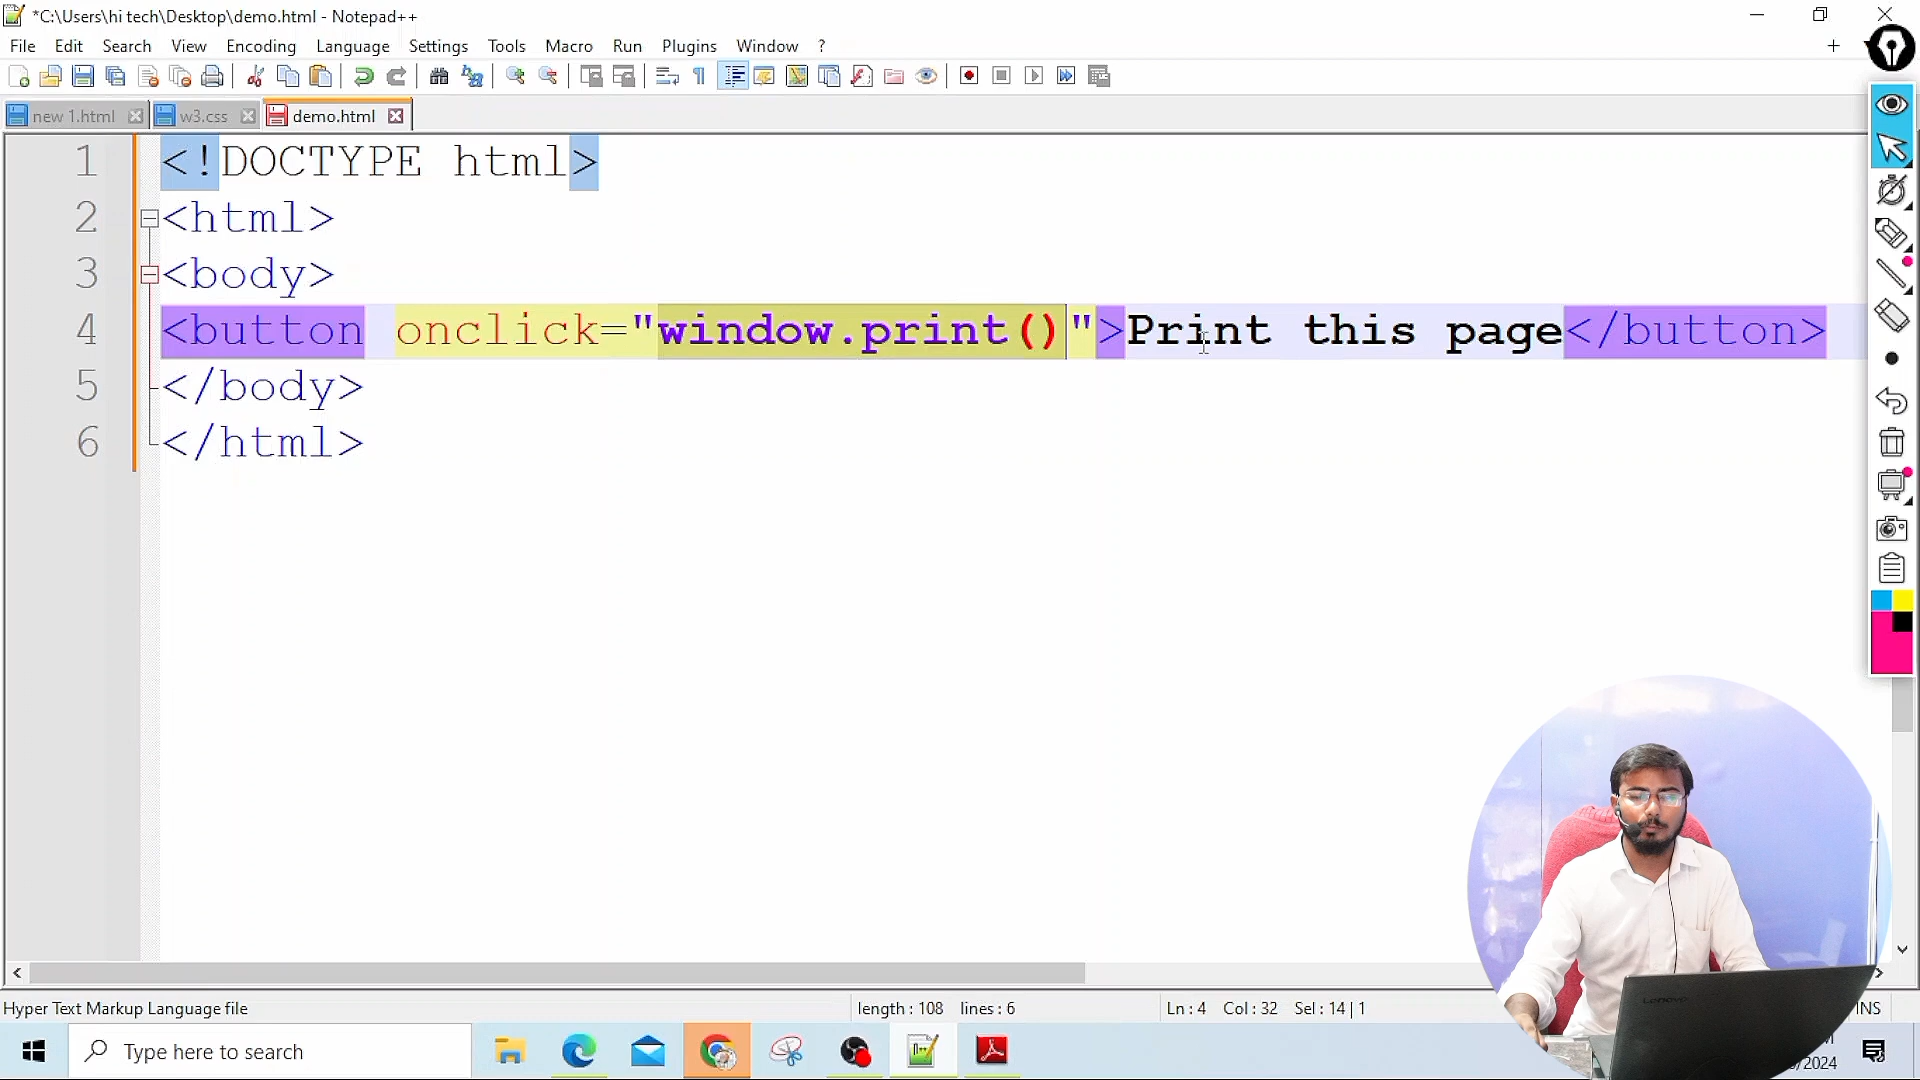 *C:\Users\hi tech\Desktop\demo.html - Notepad++
File Edit Search View Encoding Language Settings Tools Macro Run Plugins Window ?
new 1.html w3.css demo.html
1 <!DOCTYPE html>
2 <html>
3 <body>
4 <button onclick="window.print()">Print this page</button>
5 </body>
6 </html>
Hyper Text Markup Language file length : 108 lines : 6 Ln : 4 Col : 32 Sel : 14 | 1 INS
Type here to search
/2024
Lenovo